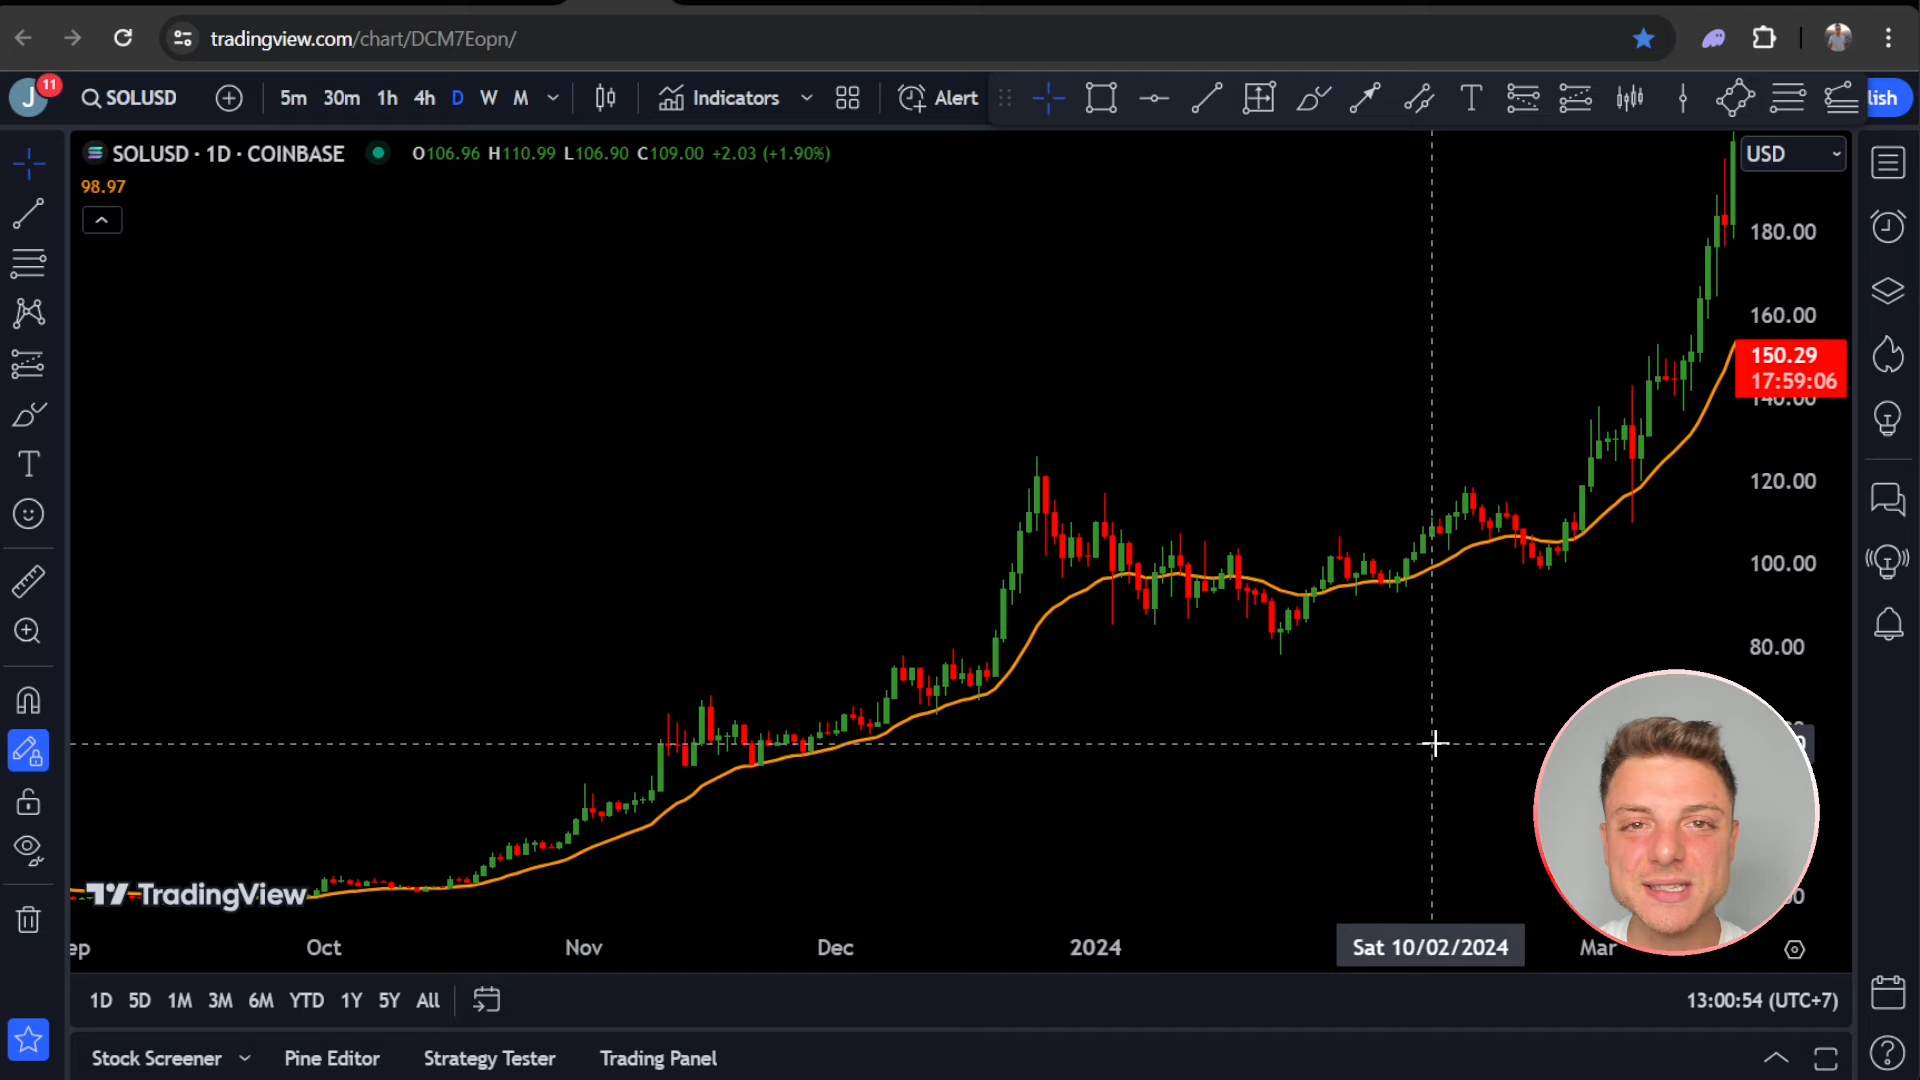 tradingview.com/chart/DCM7Eopn/
J 11 SOLUSD 5m 30m 1h 4h D W M Indicators Alert T lish
SOLUSD · 1D · COINBASE O106.96 H110.99 L106.90 C109.00 +2.03 (+1.90%) USD
98.97
180.00
160.00
150.29
17:59:06
140.00
120.00
100.00
80.00
TradingView
ep Oct Nov Dec 2024 Sat 10/02/2024 Mar
1D 5D 1M 3M 6M YTD 1Y 5Y All 13:00:54 (UTC+7)
Stock Screener Pine Editor Strategy Tester Trading Panel